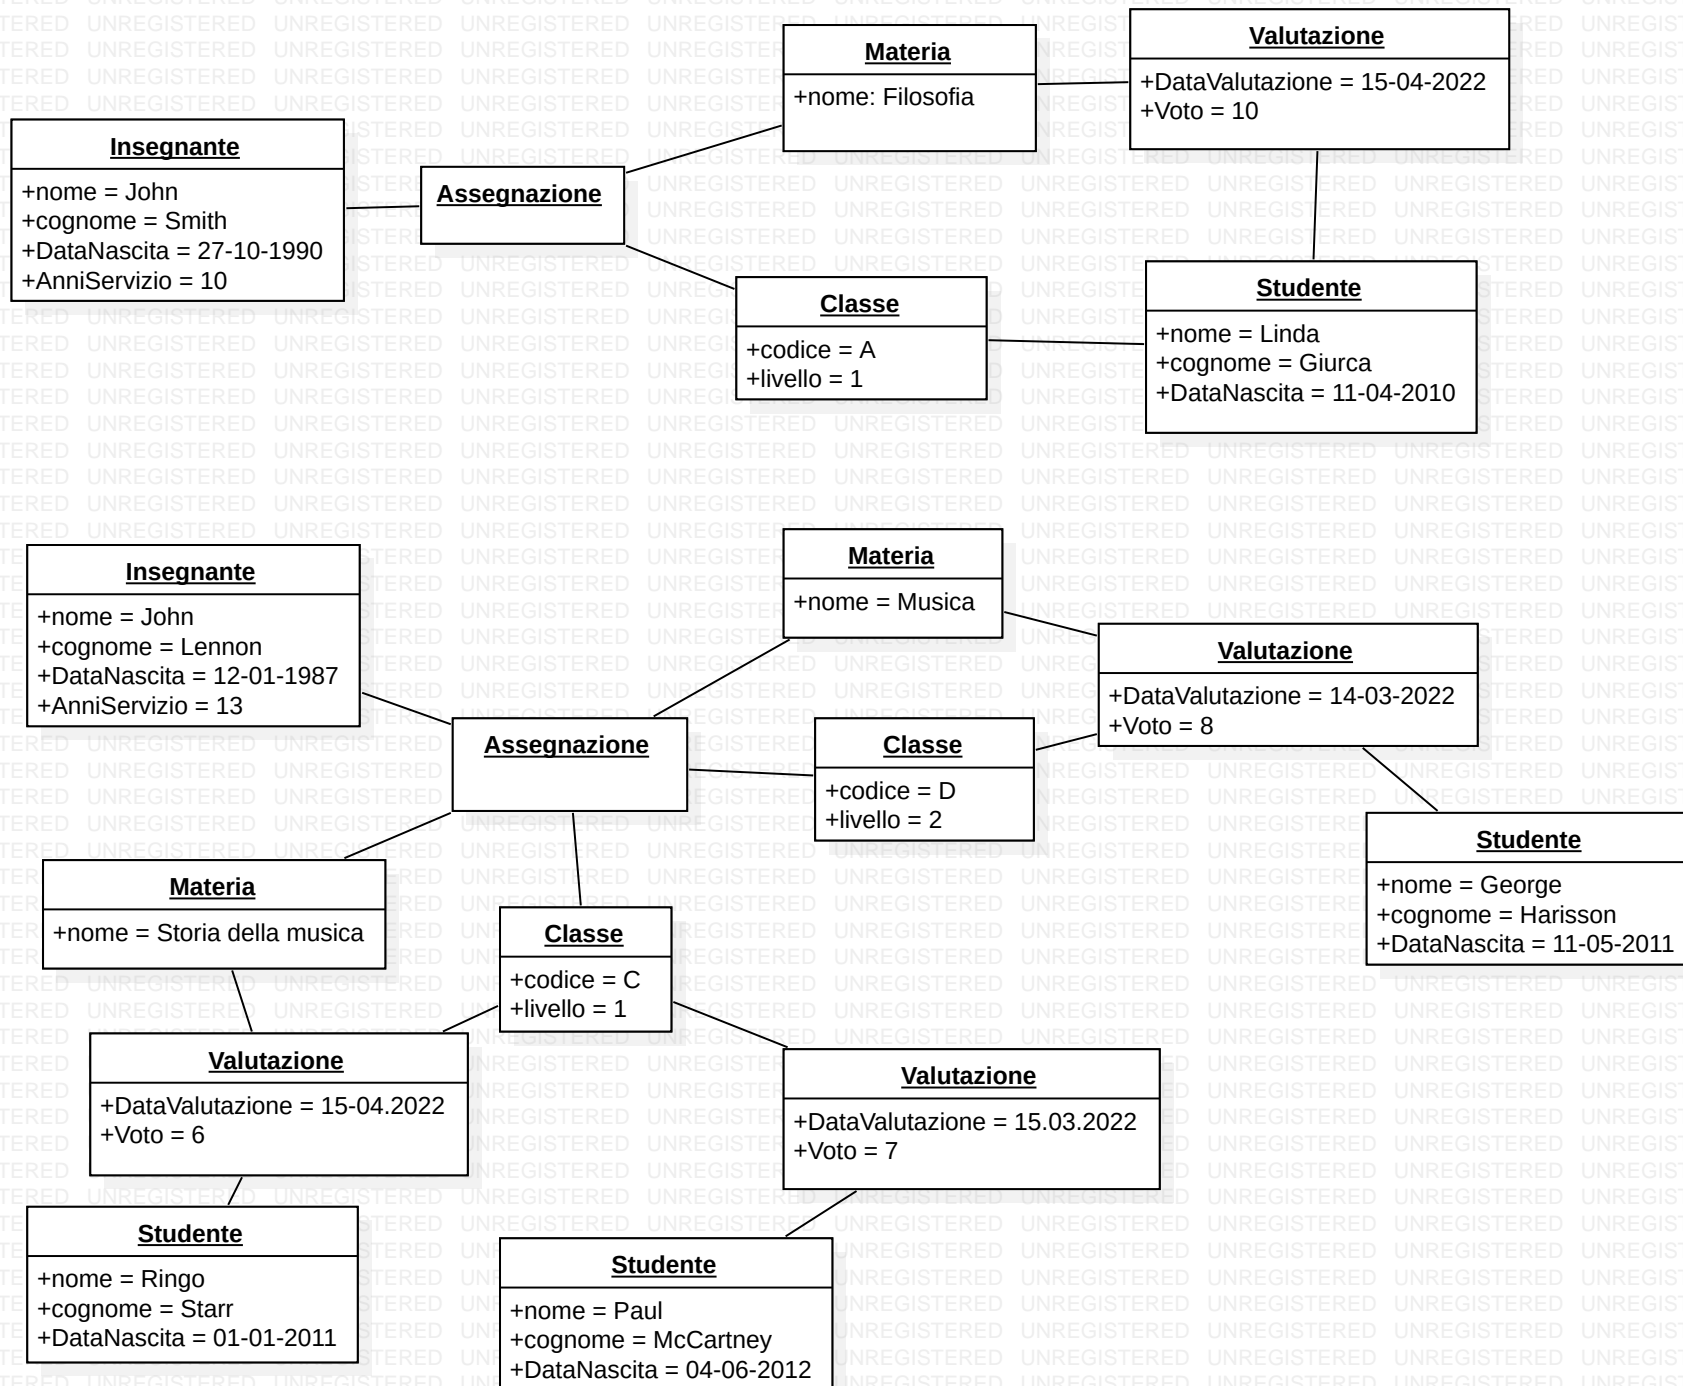 Materia
+nome: Filosofia
Valutazione
+DataValutazione = 15-04-2022
+Voto = 10
Insegnante
+nome = John
+cognome = Smith
+DataNascita = 27-10-1990
+AnniServizio = 10
Assegnazione
Classe
+codice = A
+livello = 1
Studente
+nome = Linda
+cognome = Giurca
+DataNascita = 11-04-2010
Insegnante
+nome = John
+cognome = Lennon
+DataNascita = 12-01-1987
+AnniServizio = 13
Materia
+nome = Musica
Valutazione
+DataValutazione = 14-03-2022
+Voto = 8
Assegnazione
Classe
+codice = D
+livello = 2
Studente
+nome = George
+cognome = Harisson
+DataNascita = 11-05-2011
Materia
+nome = Storia della musica
Classe
+codice = C
+livello = 1
Valutazione
+DataValutazione = 15-04.2022
+Voto = 6
Valutazione
+DataValutazione = 15.03.2022
+Voto = 7
Studente
+nome = Ringo
+cognome = Starr
+DataNascita = 01-01-2011
Studente
+nome = Paul
+cognome = McCartney
+DataNascita = 04-06-2012
UNREGISTERED